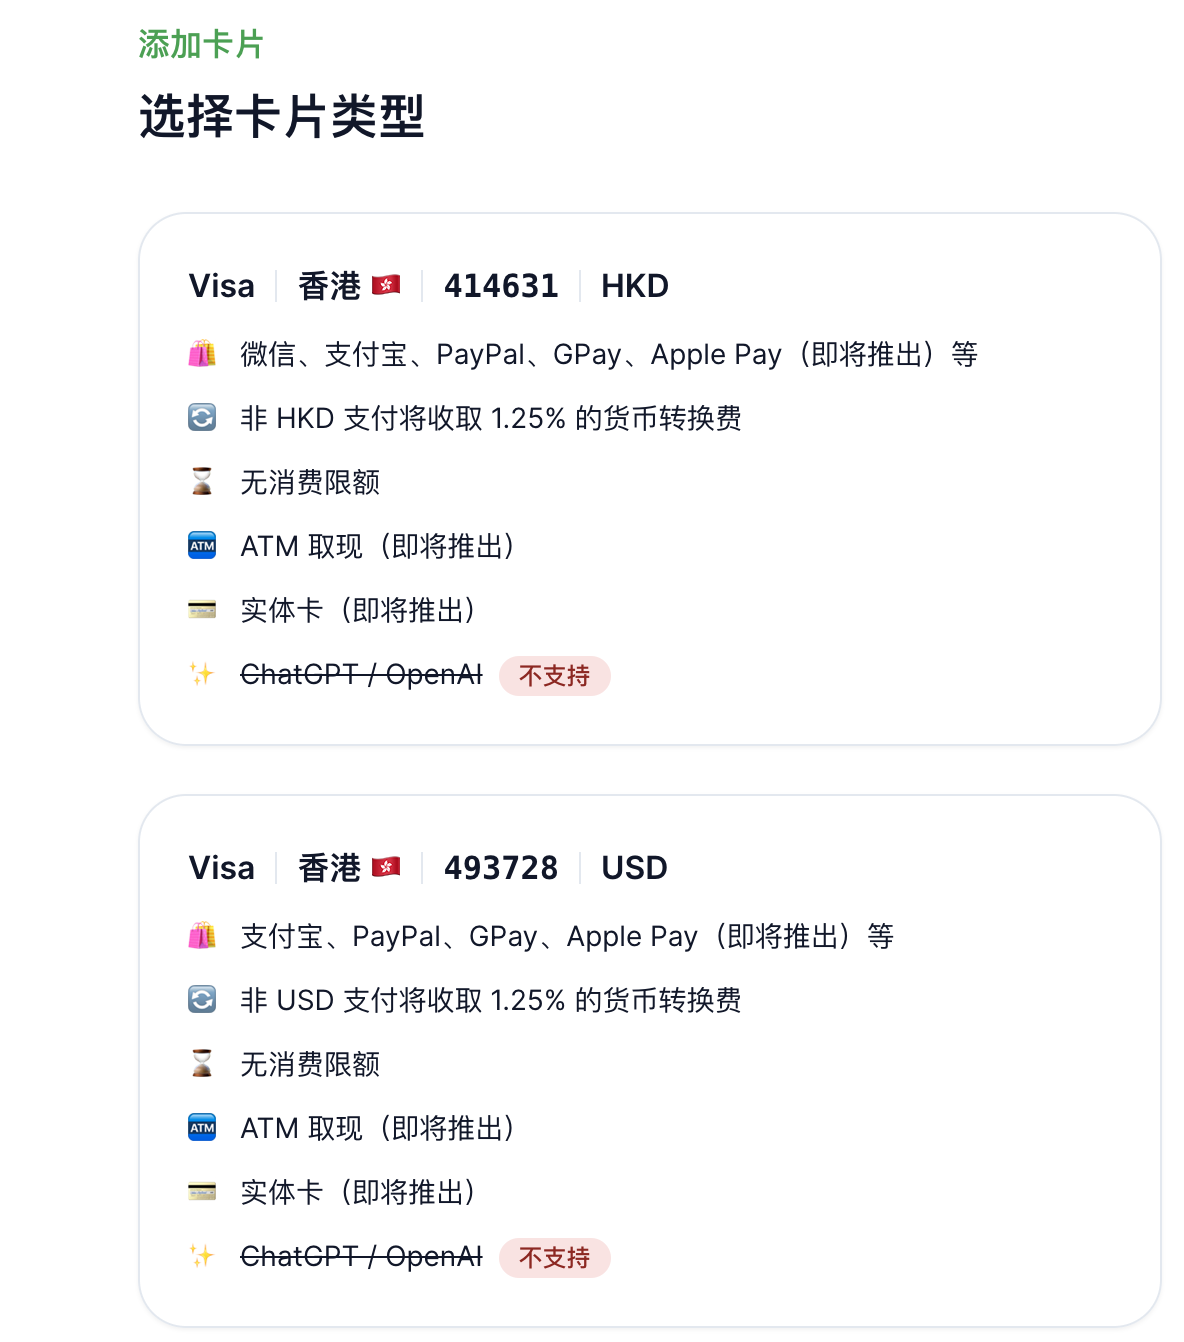 添加卡片
选择卡片类型
Visa 香港 🇭🇰 414631 HKD
🛍️ 微信、支付宝、PayPal、GPay、Apple Pay（即将推出）等
🔄 非 HKD 支付将收取 1.25% 的货币转换费
⏳ 无消费限额
🏧 ATM 取现（即将推出）
💳 实体卡（即将推出）
✨ ChatGPT / OpenAI 不支持
Visa 香港 🇭🇰 493728 USD
🛍️ 支付宝、PayPal、GPay、Apple Pay（即将推出）等
🔄 非 USD 支付将收取 1.25% 的货币转换费
⏳ 无消费限额
🏧 ATM 取现（即将推出）
💳 实体卡（即将推出）
✨ ChatGPT / OpenAI 不支持